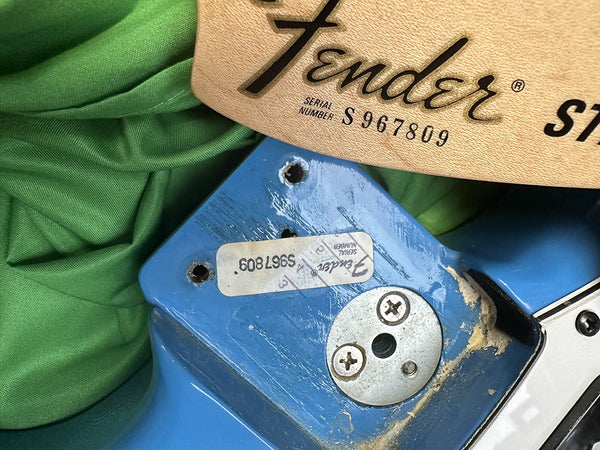 Fender®
SERIAL
NUMBER S967809
ST
Fender®
SERIAL
NUMBER
S967809